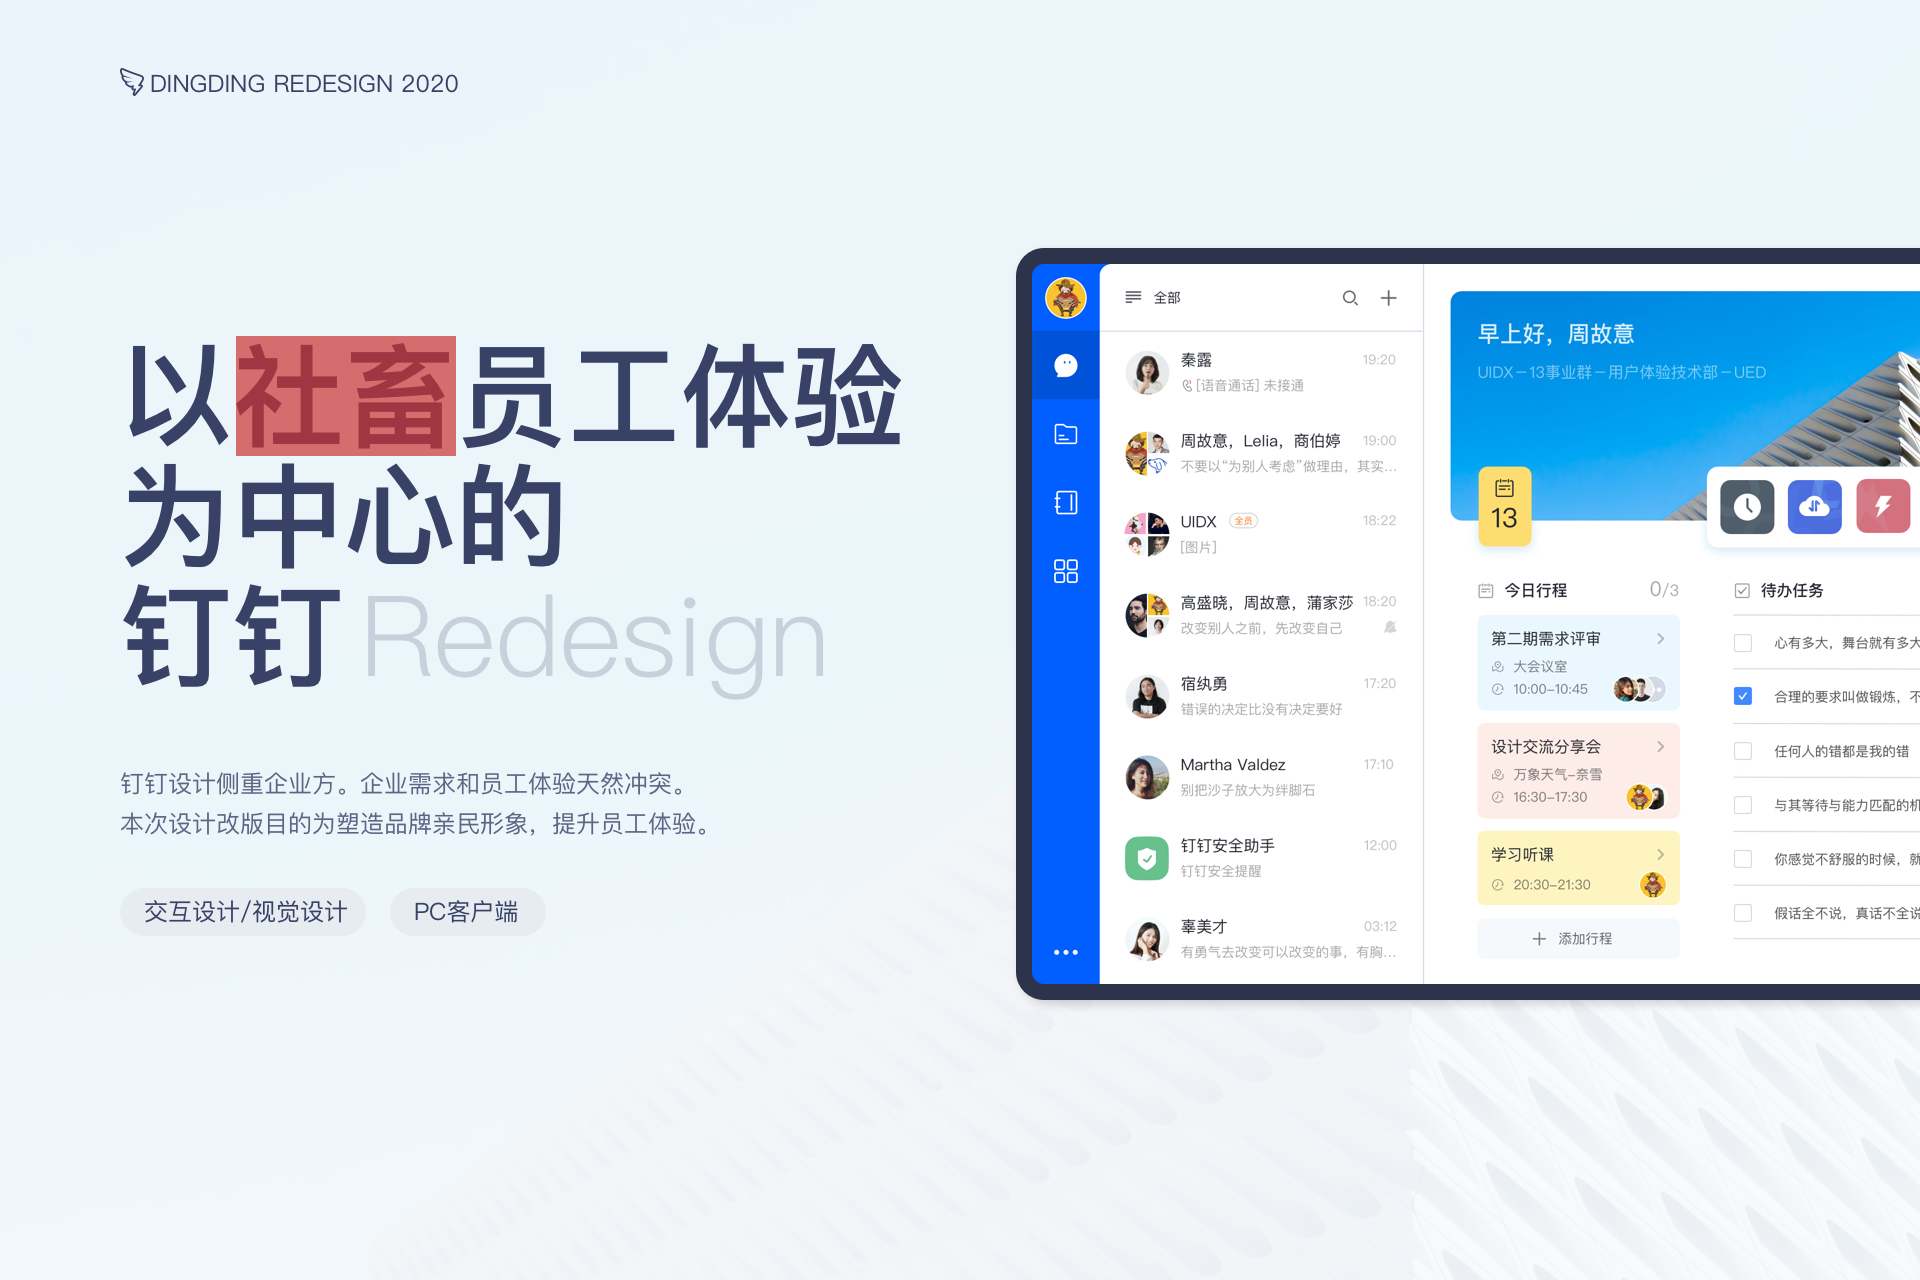 DINGDING REDESIGN 2020
以社畜员工体验
为中心的
钉钉 Redesign
钉钉设计侧重企业方。企业需求和员工体验天然冲突。
本次设计改版目的为塑造品牌亲民形象，提升员工体验。
交互设计/视觉设计
PC客户端
全部
秦露 19:20
[语音通话] 未接通
周故意，Lelia，商伯婷 19:00
不要以“为别人考虑”做理由，其实...
UIDX 全员 18:22
[图片]
高盛晓，周故意，蒲家莎 18:20
改变别人之前，先改变自己
宿纨勇 17:20
错误的决定比没有决定要好
Martha Valdez 17:10
别把沙子放大为绊脚石
钉钉安全助手 12:00
钉钉安全提醒
辜美才 03:12
有勇气去改变可以改变的事，有胸...
早上好，周故意
UIDX－13事业群－用户体验技术部－UED
13
今日行程 0/3
第二期需求评审
大会议室
10:00–10:45
设计交流分享会
万象天气–奈雪
16:30–17:30
学习听课
20:30–21:30
添加行程
待办任务
心有多大，舞台就有多大
合理的要求叫做锻炼，不
任何人的错都是我的错
与其等待与能力匹配的机
你感觉不舒服的时候，就
假话全不说，真话不全说